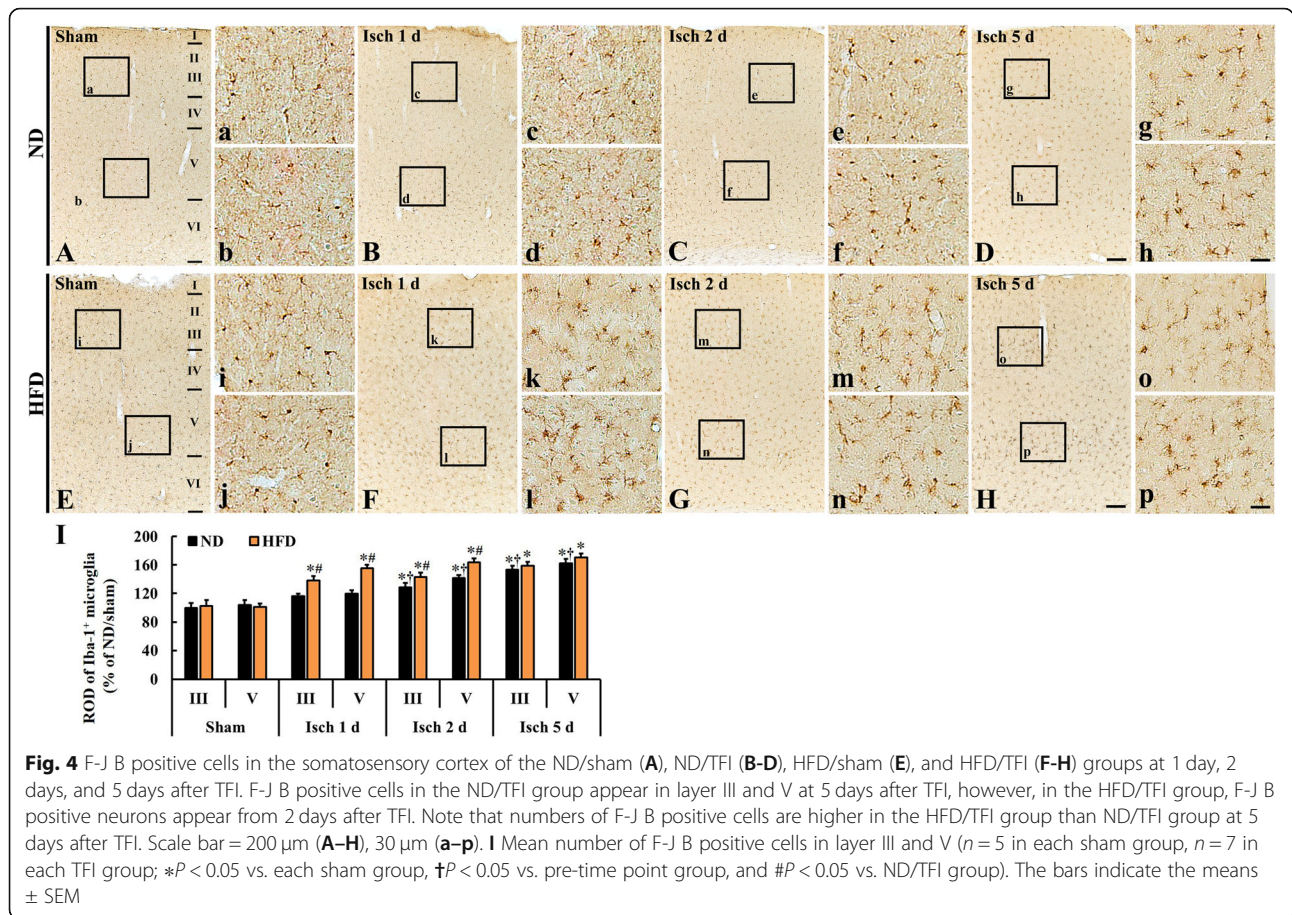 Sham
Isch 1 d
Isch 2 d
Isch 5 d
ND
I
II
III
IV
V
VI
a
b
c
d
e
f
g
h
A
a
b
B
c
d
C
e
f
D
g
h
Sham
Isch 1 d
Isch 2 d
Isch 5 d
HFD
I
II
III
IV
V
VI
i
j
k
l
m
n
o
p
E
i
j
F
k
l
G
m
n
H
o
p
I
ROD of Iba-1⁺ microglia
(% of ND/sham)
200
160
120
80
40
0
ND HFD
*# *# *† *# *† *# *† * *† *
III V III V III V III V
Sham Isch 1 d Isch 2 d Isch 5 d
Fig. 4 F-J B positive cells in the somatosensory cortex of the ND/sham (A), ND/TFI (B-D), HFD/sham (E), and HFD/TFI (F-H) groups at 1 day, 2
days, and 5 days after TFI. F-J B positive cells in the ND/TFI group appear in layer III and V at 5 days after TFI, however, in the HFD/TFI group, F-J B
positive neurons appear from 2 days after TFI. Note that numbers of F-J B positive cells are higher in the HFD/TFI group than ND/TFI group at 5
days after TFI. Scale bar = 200 μm (A–H), 30 μm (a–p). I Mean number of F-J B positive cells in layer III and V (n = 5 in each sham group, n = 7 in
each TFI group; *P < 0.05 vs. each sham group, †P < 0.05 vs. pre-time point group, and #P < 0.05 vs. ND/TFI group). The bars indicate the means
± SEM